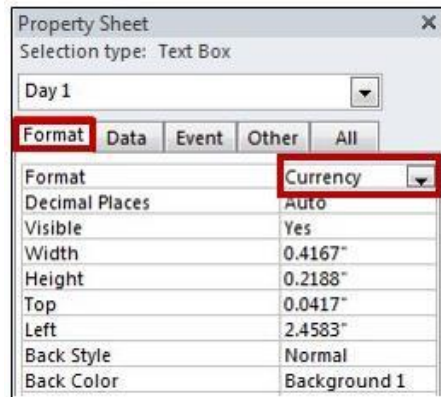 Property Sheet
Selection type: Text Box
Day 1
Format Data Event Other All
Format Currency
Decimal Places Auto
Visible Yes
Width 0.4167"
Height 0.2188"
Top 0.0417"
Left 2.4583"
Back Style Normal
Back Color Background 1